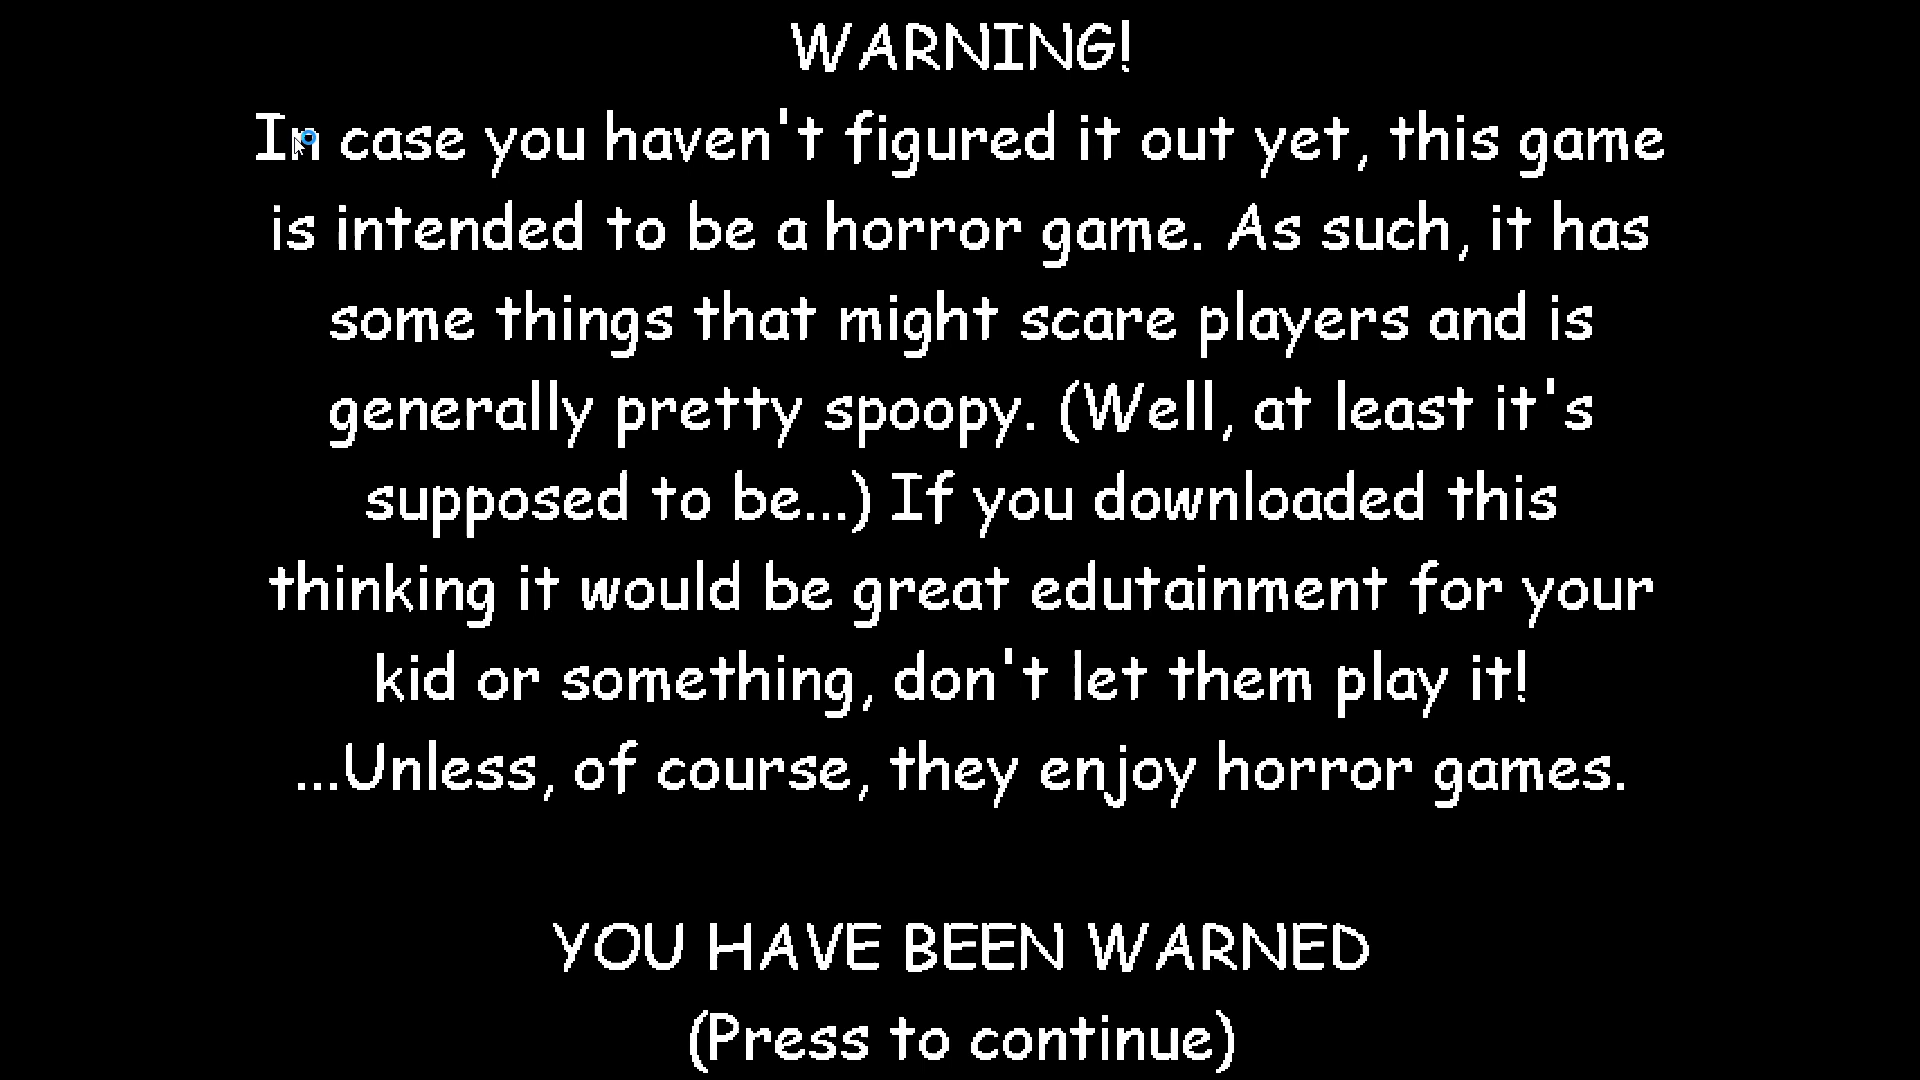 WARNING!
In case you haven't figured it out yet, this game
is intended to be a horror game. As such, it has
some things that might scare players and is
generally pretty spoopy. (Well, at least it's
supposed to be...) If you downloaded this
thinking it would be great edutainment for your
kid or something, don't let them play it!
...Unless, of course, they enjoy horror games.
YOU HAVE BEEN WARNED
(Press to continue)